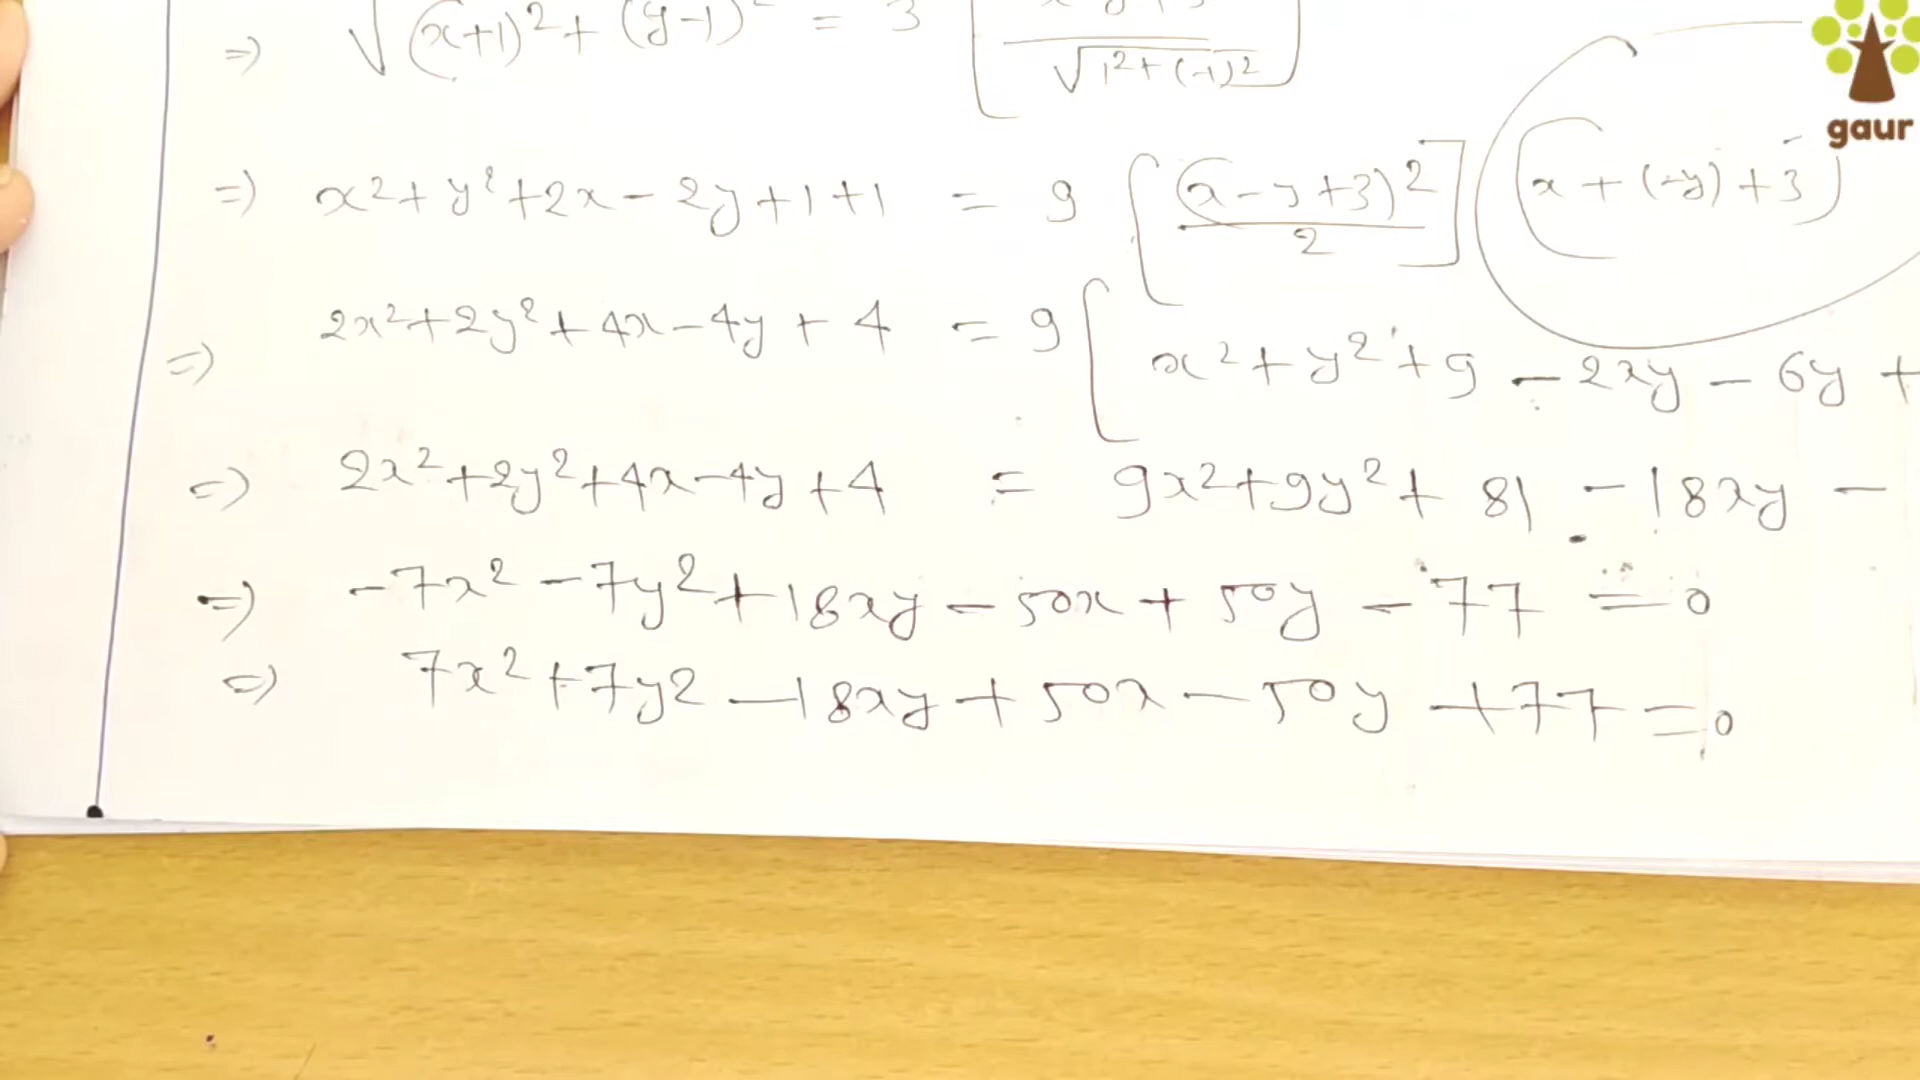 =) √(x+1)²+(y-1)² = 3 [ / √1²+(-1)² ]
gaur
=) x²+y²+2x-2y+1+1 = 9 [(x-y+3)²/2] (x+(-y)+3)
=) 2x²+2y²+4x-4y+4 = 9[x²+y²+9-2xy-6y+
=) 2x²+2y²+4x-4y+4 = 9x²+9y²+81-18xy-
=) -7x²-7y²+18xy-50x+50y-77=0
=) 7x²+7y²-18xy+50x-50y+77=0